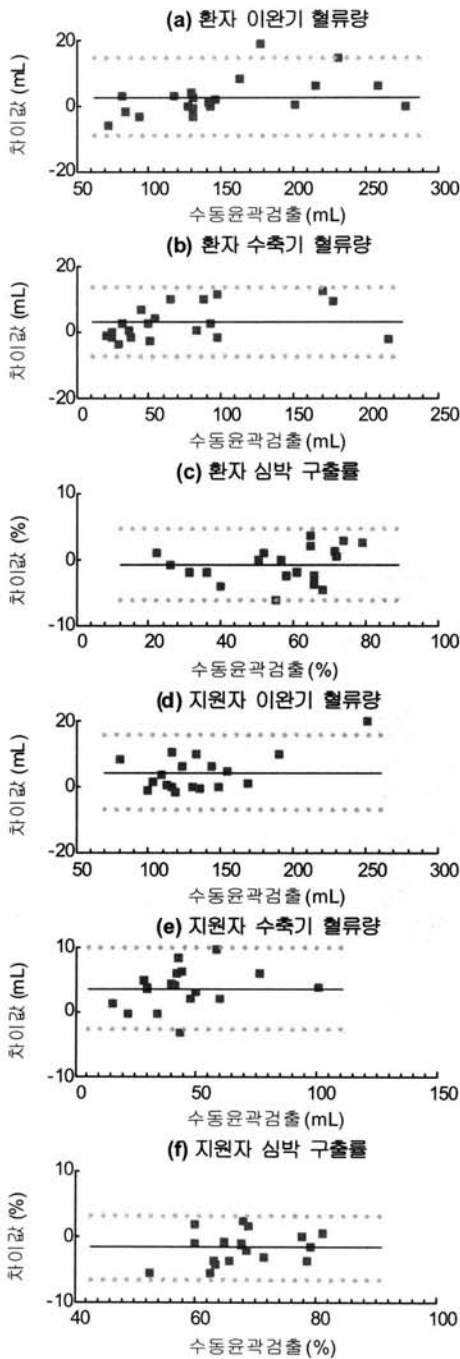 (a) 환자 이완기 혈류량
차이값 (mL)
20
0
-20
50 100 150 200 250 300
수동윤곽검출 (mL)
(b) 환자 수축기 혈류량
차이값 (mL)
20
0
-20
0 50 100 150 200 250
수동윤곽검출 (mL)
(c) 환자 심박 구출률
차이값 (%)
10
0
-10
0 20 40 60 80 100
수동윤곽검출 (%)
(d) 지원자 이완기 혈류량
차이값 (mL)
20
0
-20
50 100 150 200 250 300
수동윤곽검출 (mL)
(e) 지원자 수축기 혈류량
차이값 (mL)
10
0
-10
0 50 100 150
수동윤곽검출 (mL)
(f) 지원자 심박 구출률
차이값 (%)
10
0
-10
40 60 80 100
수동윤곽검출 (%)